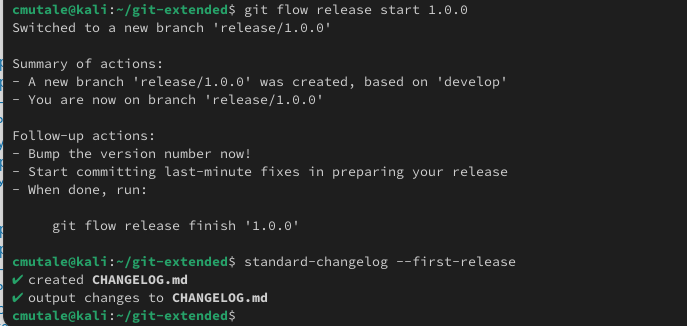 cmutale@kali:~/git-extended$ git flow release start 1.0.0
Switched to a new branch 'release/1.0.0'

Summary of actions:
- A new branch 'release/1.0.0' was created, based on 'develop'
- You are now on branch 'release/1.0.0'

Follow-up actions:
- Bump the version number now!
- Start committing last-minute fixes in preparing your release
- When done, run:

     git flow release finish '1.0.0'

cmutale@kali:~/git-extended$ standard-changelog --first-release
✔ created CHANGELOG.md
✔ output changes to CHANGELOG.md
cmutale@kali:~/git-extended$